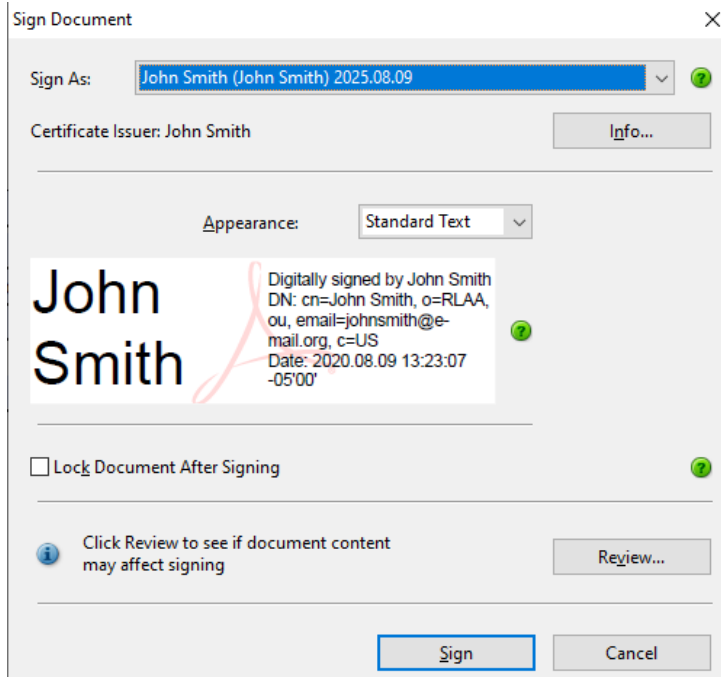 Sign Document
Sign As: John Smith (John Smith) 2025.08.09
Certificate Issuer: John Smith Info...
Appearance: Standard Text
John
Smith
Digitally signed by John Smith
DN: cn=John Smith, o=RLAA,
ou, email=johnsmith@e-
mail.org, c=US
Date: 2020.08.09 13:23:07
-05'00'
Lock Document After Signing
Click Review to see if document content
may affect signing
Review...
Sign Cancel